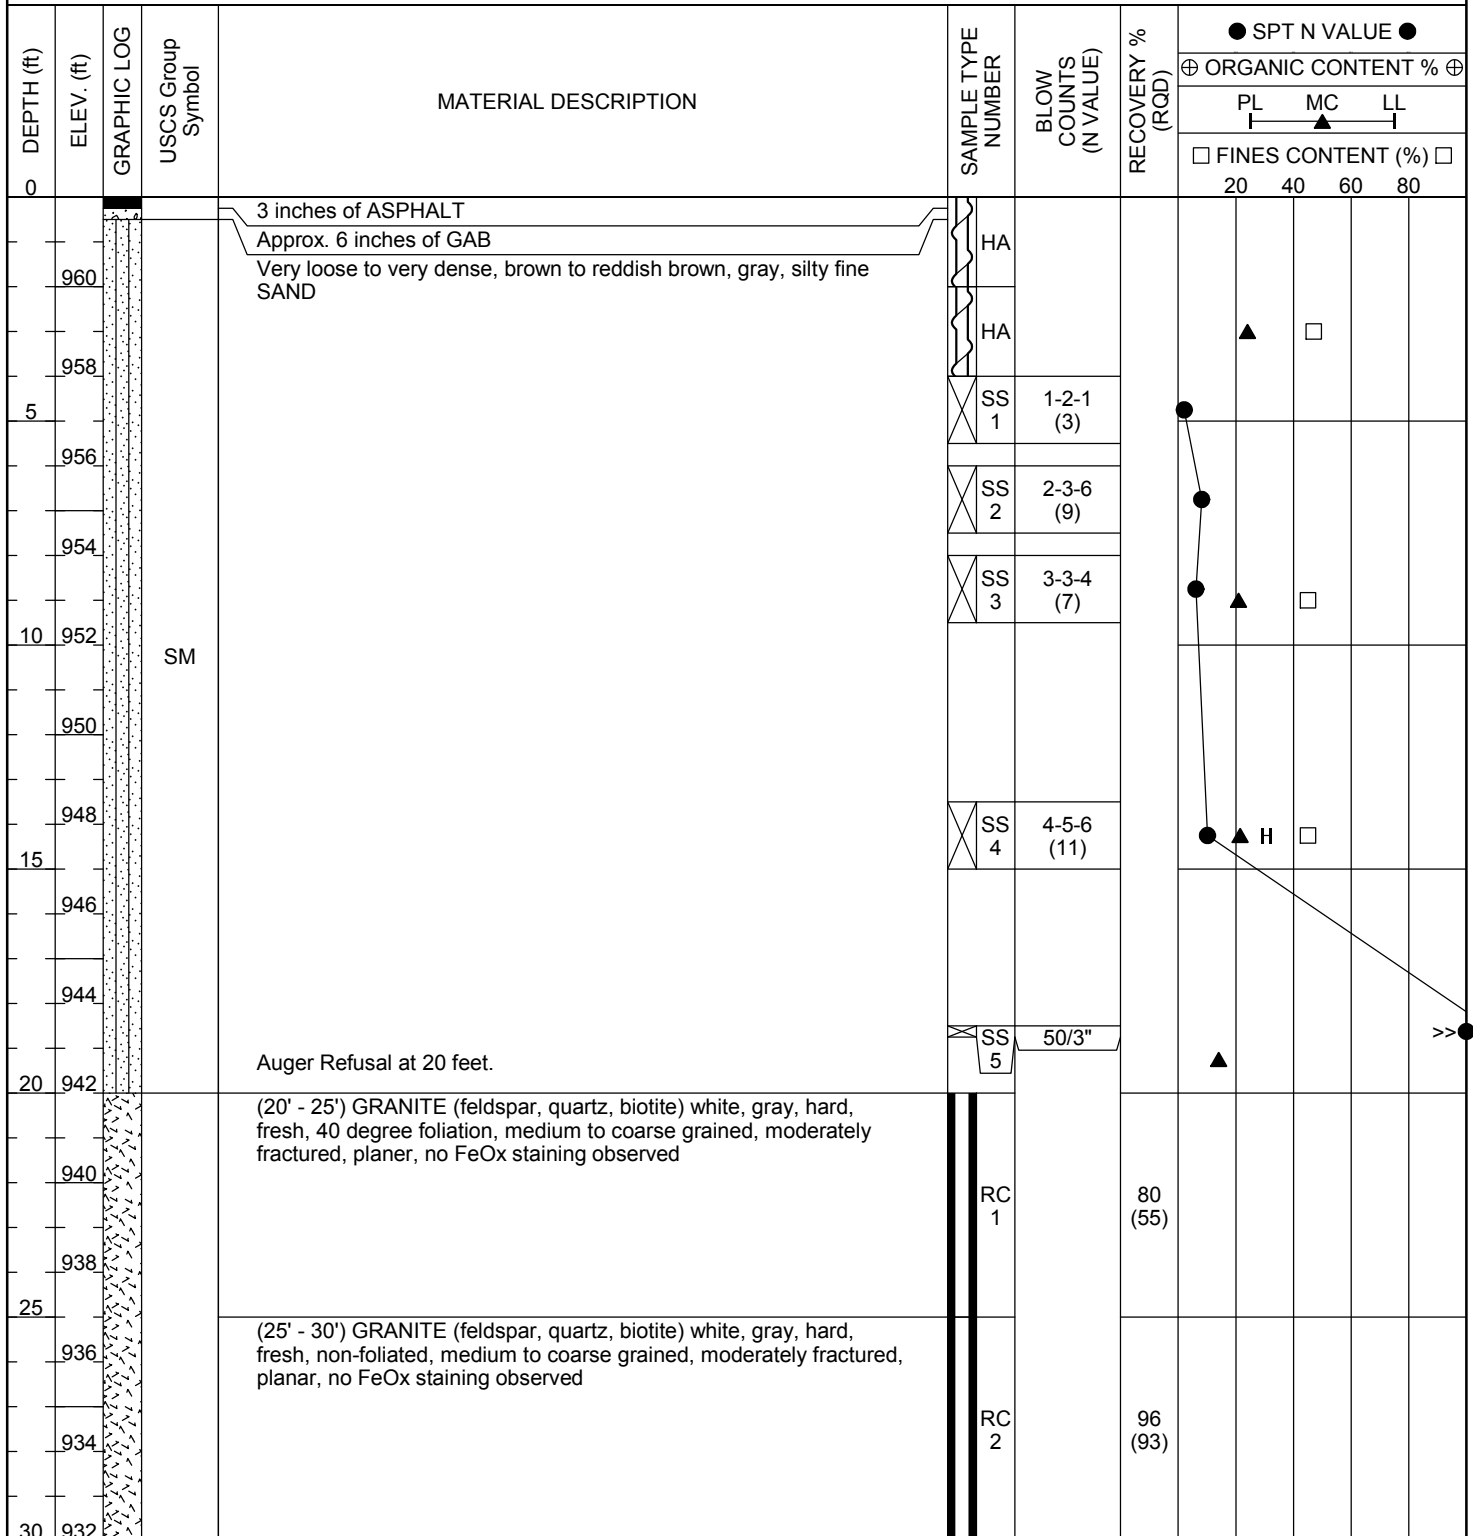 DEPTH (ft)
ELEV. (ft)
GRAPHIC LOG
USCS Group
Symbol
MATERIAL DESCRIPTION
SAMPLE TYPE
NUMBER
BLOW
COUNTS
(N VALUE)
RECOVERY %
(RQD)
● SPT N VALUE ●
⊕ ORGANIC CONTENT % ⊕
PL MC LL
□ FINES CONTENT (%) □
20 40 60 80
0
3 inches of ASPHALT
Approx. 6 inches of GAB
HA
Very loose to very dense, brown to reddish brown, gray, silty fine
SAND
960
HA
958
SS
1
1-2-1
(3)
5
956
SS
2
2-3-6
(9)
954
SS
3
3-3-4
(7)
10
952
SM
950
948
SS
4
4-5-6
(11)
15
946
944
SS
5
50/3"
>>
Auger Refusal at 20 feet.
20
942
(20' - 25') GRANITE (feldspar, quartz, biotite) white, gray, hard,
fresh, 40 degree foliation, medium to coarse grained, moderately
fractured, planer, no FeOx staining observed
940
RC
1
80
(55)
938
25
(25' - 30') GRANITE (feldspar, quartz, biotite) white, gray, hard,
fresh, non-foliated, medium to coarse grained, moderately fractured,
planar, no FeOx staining observed
936
RC
2
96
(93)
934
30
932